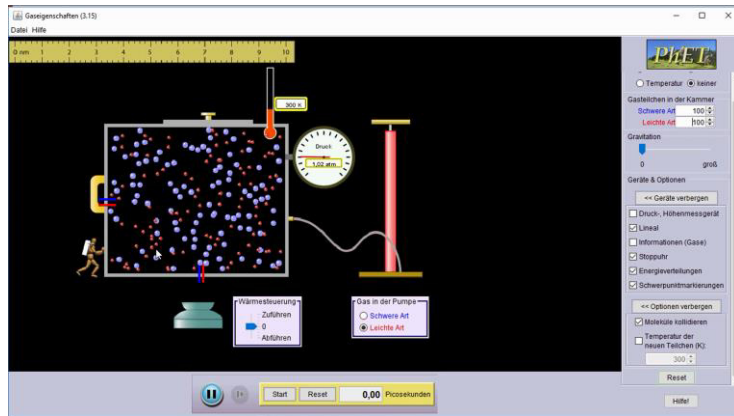 Gaseigenschaften (3.15)
Datei Hilfe
0 nm 1 2 3 4 5 6 7 8 9 10
300 K
Druck
1,02 atm
Wärmesteuerung
Zuführen
0
Abführen
Gas in der Pumpe
Schwere Art
Leichte Art
Start Reset 0,00 Picosekunden
PhET
Temperatur keiner
Gasteilchen in der Kammer
Schwere Art 100
Leichte Art 100
Gravitation
0 groß
Geräte & Optionen
<< Geräte verbergen
Druck-, Höhenmessgerät
Lineal
Informationen (Gase)
Stoppuhr
Energieverteilungen
Schwerpunktmarkierungen
<< Optionen verbergen
Moleküle kollidieren
Temperatur der
neuen Teilchen (K):
300
Reset
Hilfe!